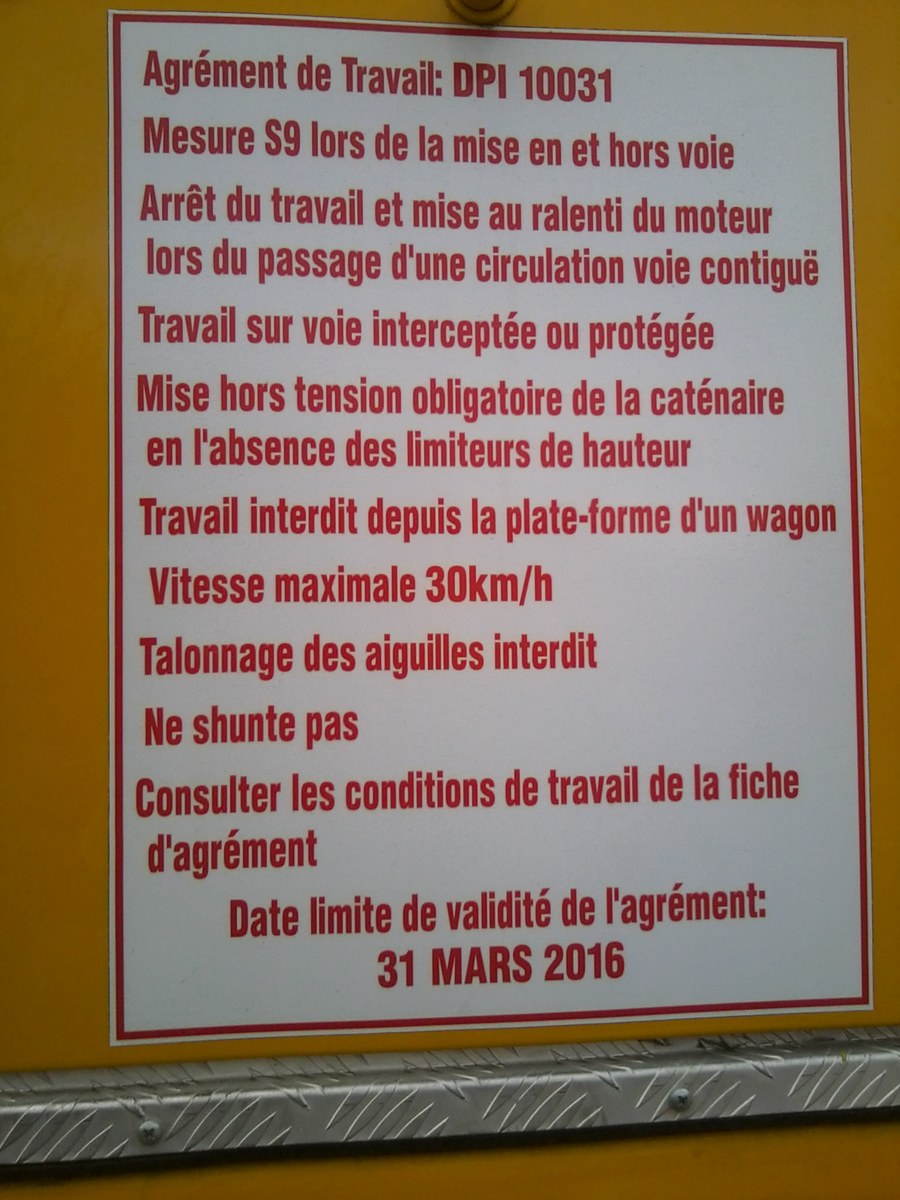 Agrément de Travail: DPI 10031
Mesure S9 lors de la mise en et hors voie
Arrêt du travail et mise au ralenti du moteur
lors du passage d'une circulation voie contiguë
Travail sur voie interceptée ou protégée
Mise hors tension obligatoire de la caténaire
en l'absence des limiteurs de hauteur
Travail interdit depuis la plate-forme d'un wagon
Vitesse maximale 30km/h
Talonnage des aiguilles interdit
Ne shunte pas
Consulter les conditions de travail de la fiche
d'agrément
Date limite de validité de l'agrément:
31 MARS 2016